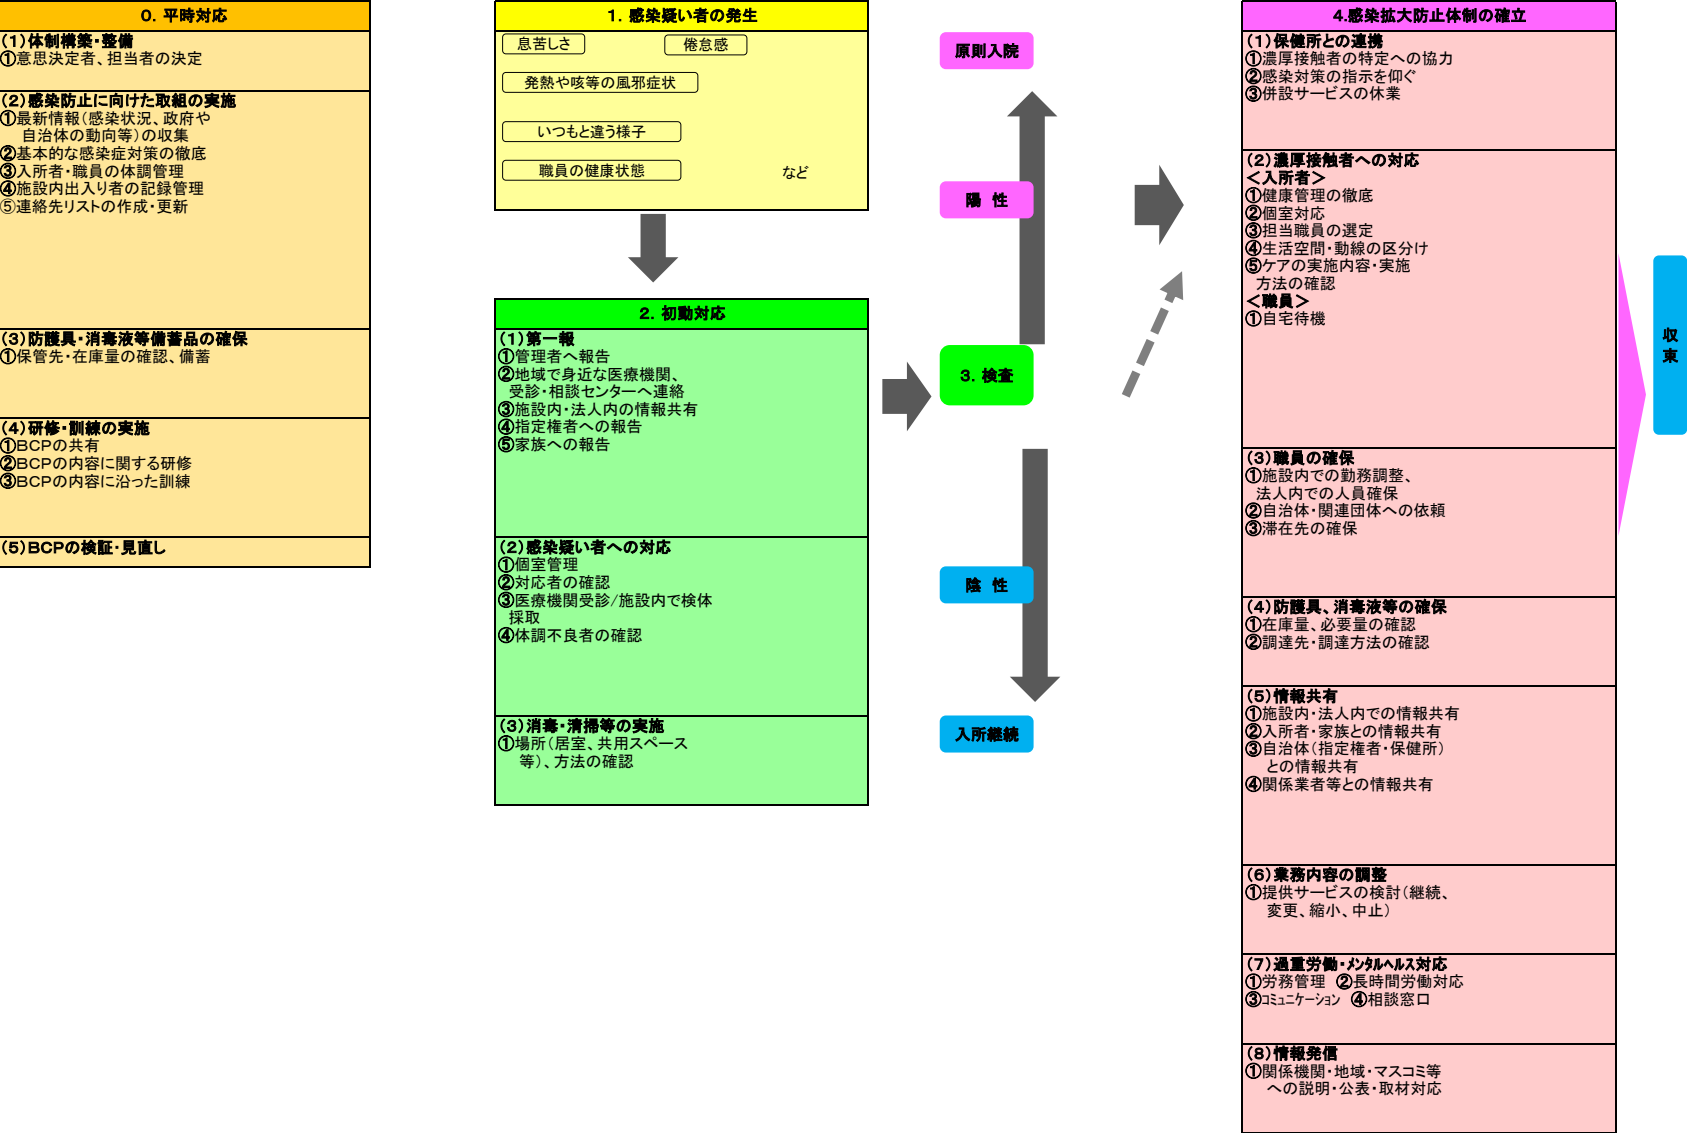 0．平時対応
(1)体制構築・整備
①意思決定者、担当者の決定
(2)感染防止に向けた取組の実施
①最新情報(感染状況、政府や
自治体の動向等)の収集
②基本的な感染症対策の徹底
③入所者・職員の体調管理
④施設内出入り者の記録管理
⑤連絡先リストの作成・更新
(3)防護具・消毒液等備蓄品の確保
①保管先・在庫量の確認、備蓄
(4)研修・訓練の実施
①BCPの共有
②BCPの内容に関する研修
③BCPの内容に沿った訓練
(5)BCPの検証・見直し
1．感染疑い者の発生
息苦しさ
倦怠感
発熱や咳等の風邪症状
いつもと違う様子
職員の健康状態
など
2．初動対応
(1)第一報
①管理者へ報告
②地域で身近な医療機関、
受診・相談センターへ連絡
③施設内・法人内の情報共有
④指定権者への報告
⑤家族への報告
(2)感染疑い者への対応
①個室管理
②対応者の確認
③医療機関受診/施設内で検体
採取
④体調不良者の確認
(3)消毒・清掃等の実施
①場所(居室、共用スペース
等)、方法の確認
原則入院
陽 性
3．検査
陰 性
入所継続
4.感染拡大防止体制の確立
(1)保健所との連携
①濃厚接触者の特定への協力
②感染対策の指示を仰ぐ
③併設サービスの休業
(2)濃厚接触者への対応
＜入所者＞
①健康管理の徹底
②個室対応
③担当職員の選定
④生活空間・動線の区分け
⑤ケアの実施内容・実施
方法の確認
＜職員＞
①自宅待機
(3)職員の確保
①施設内での勤務調整、
法人内での人員確保
②自治体・関連団体への依頼
③滞在先の確保
(4)防護具、消毒液等の確保
①在庫量、必要量の確認
②調達先・調達方法の確認
(5)情報共有
①施設内・法人内での情報共有
②入所者・家族との情報共有
③自治体(指定権者・保健所)
との情報共有
④関係業者等との情報共有
(6)業務内容の調整
①提供サービスの検討(継続、
変更、縮小、中止)
(7)過重労働・ﾒﾝﾀﾙﾍﾙｽ対応
①労務管理 ②長時間労働対応
③ｺﾐｭﾆｹｰｼｮﾝ ④相談窓口
(8)情報発信
①関係機関・地域・マスコミ等
への説明・公表・取材対応
収束